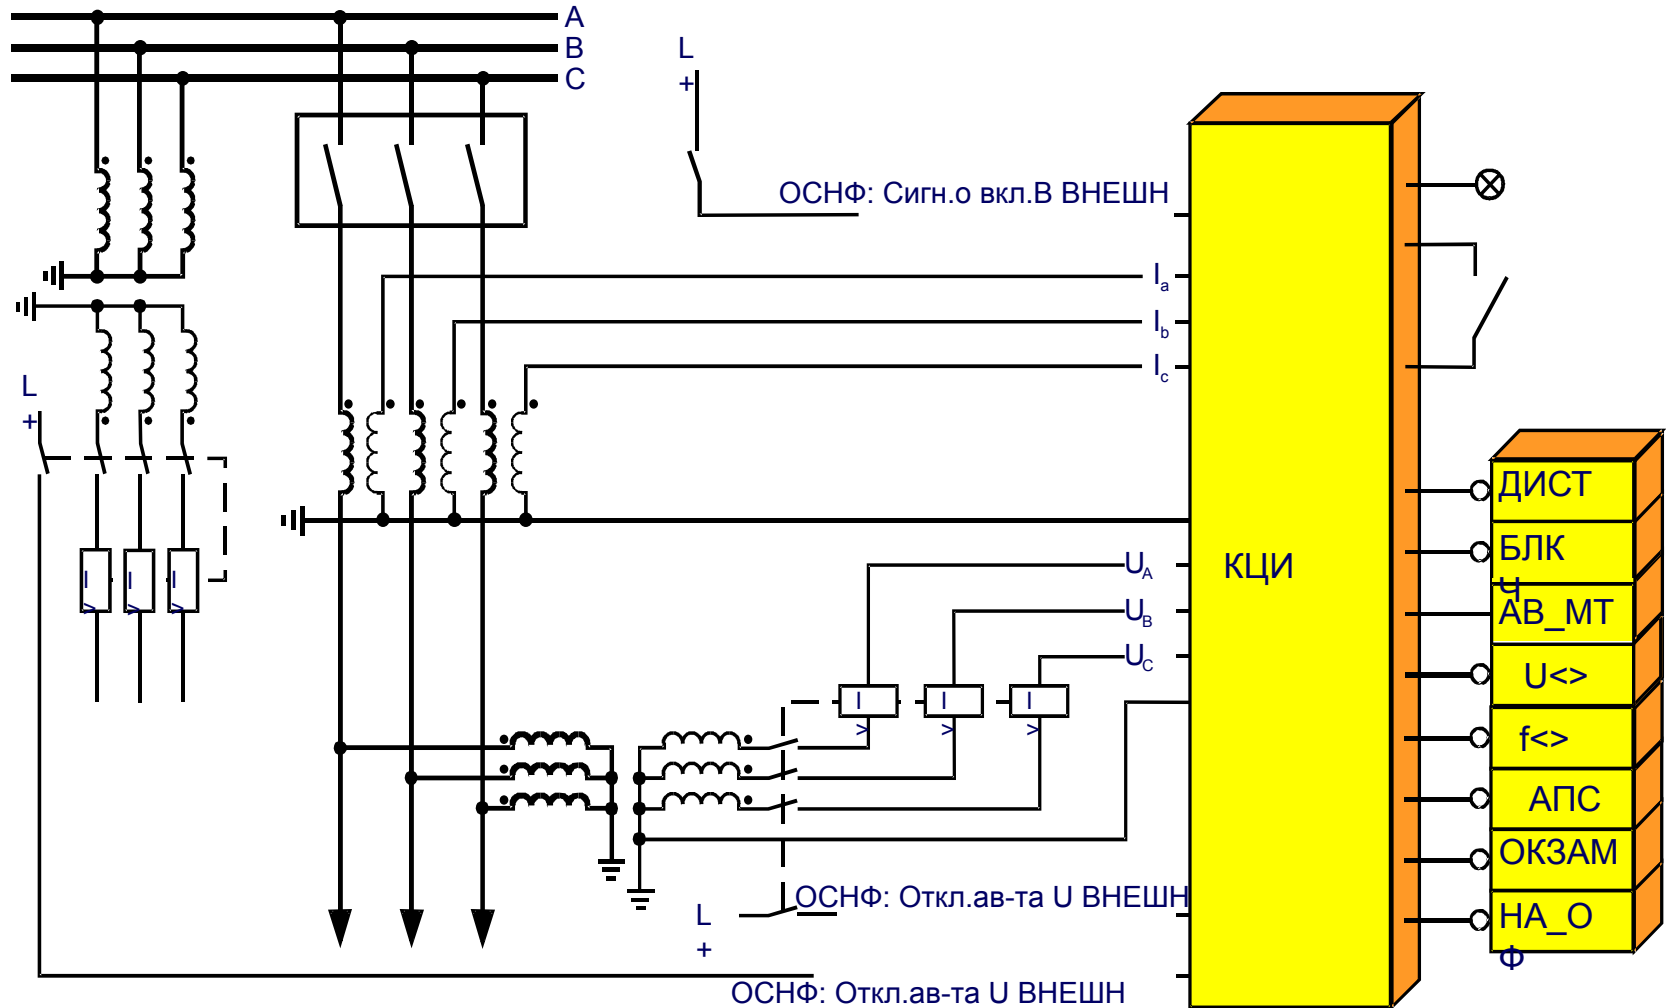 A
B
C
L
+
ОСНФ: Сигн.о вкл.В ВНЕШН
Ia
Ib
Ic
L
+
I
>
I
>
I
>
UA
UB
UC
I
>
I
>
I
>
КЦИ
ДИСТ
БЛК
Ч
АВ_МТ
U<>
f<>
АПС
ОКЗАМ
НА_О
Ф
ОСНФ: Откл.ав-та U ВНЕШН
L
+
ОСНФ: Откл.ав-та U ВНЕШН